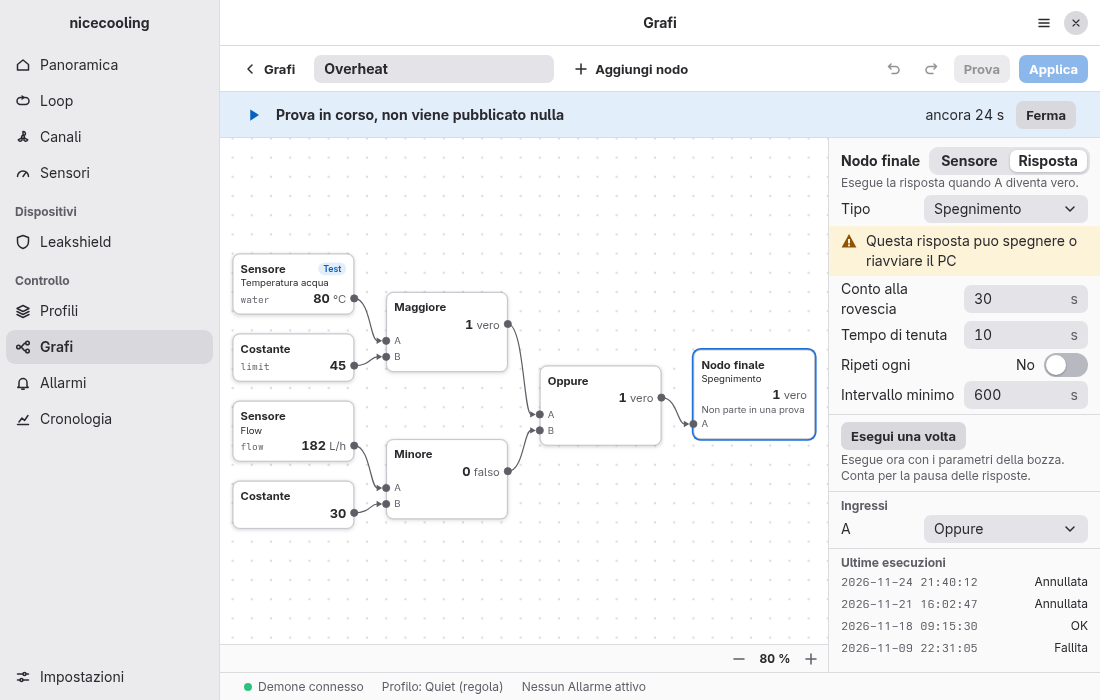 nicecooling
Panoramica
Loop
Canali
Sensori
Dispositivi
Leakshield
Controllo
Profili
Grafi
Allarmi
Cronologia
Impostazioni
Grafi
Grafi
Overheat
Aggiungi nodo
Prova
Applica
Prova in corso, non viene pubblicato nulla
ancora 24 s
Ferma
Sensore Test
Temperatura acqua
water 80 °C
Costante
limit 45
Sensore
Flow
flow 182 L/h
Costante
30
Maggiore
1 vero
A
B
Minore
0 falso
A
B
Oppure
1 vero
A
B
Nodo finale
Spegnimento
1 vero
Non parte in una prova
A
80 %
Nodo finale Sensore Risposta
Esegue la risposta quando A diventa vero.
Tipo Spegnimento
Questa risposta puo spegnere o
riavviare il PC
Conto alla
rovescia 30 s
Tempo di tenuta 10 s
Ripeti ogni No
Intervallo minimo 600 s
Esegui una volta
Esegue ora con i parametri della bozza.
Conta per la pausa delle risposte.
Ingressi
A Oppure
Ultime esecuzioni
2026-11-24 21:40:12 Annullata
2026-11-21 16:02:47 Annullata
2026-11-18 09:15:30 OK
2026-11-09 22:31:05 Fallita
Demone connesso Profilo: Quiet (regola) Nessun Allarme attivo